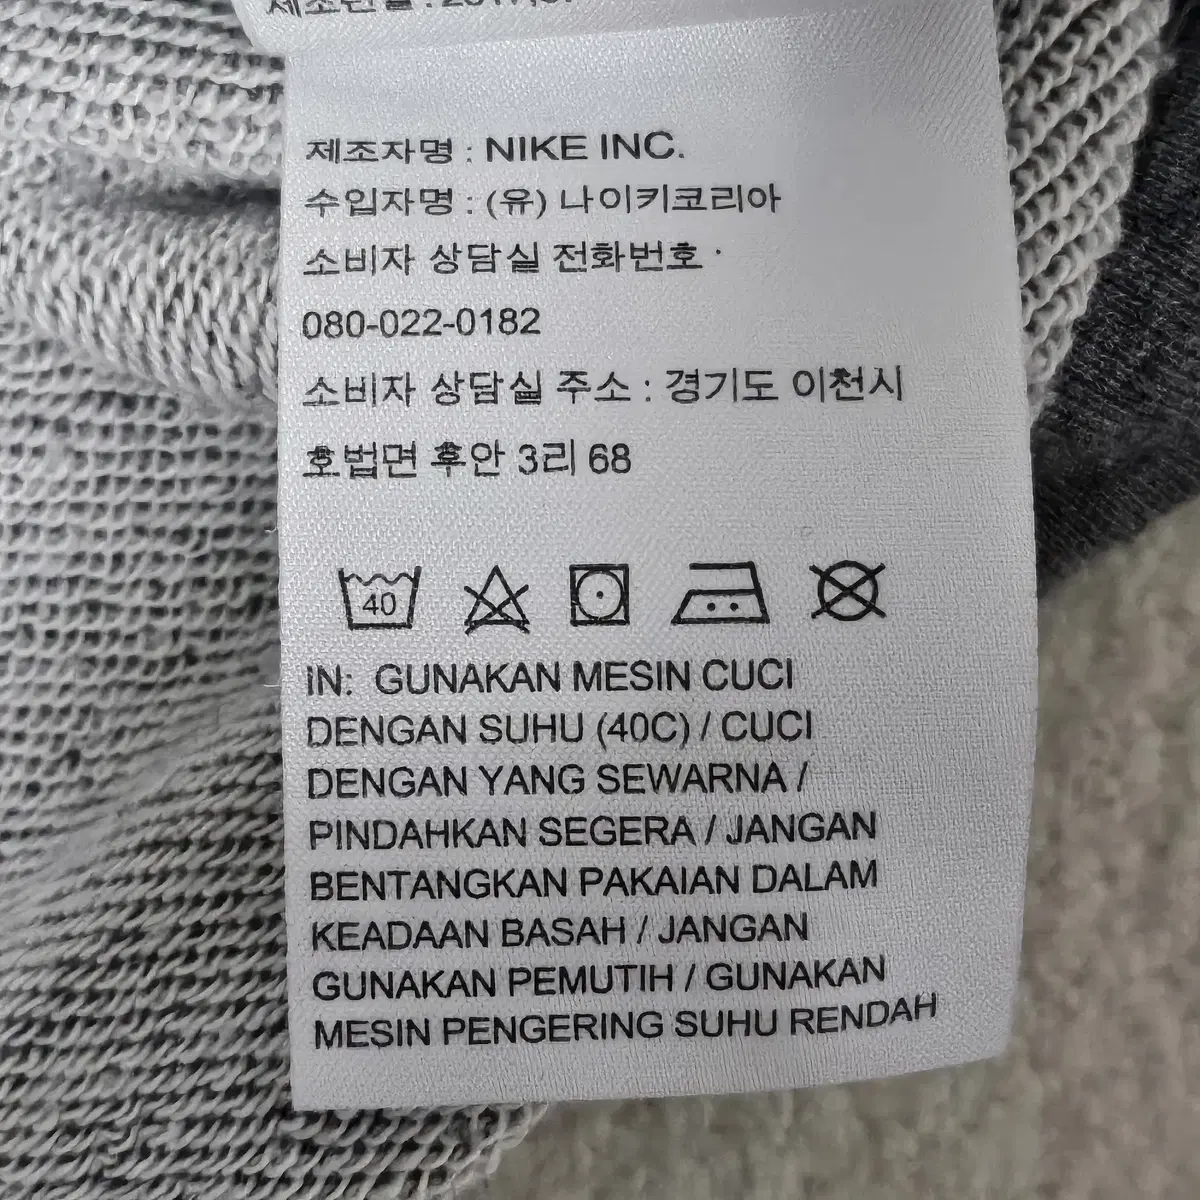 제조자명 : NIKE INC.
수입자명 : (유) 나이키코리아
소비자 상담실 전화번호 :
080-022-0182
소비자 상담실 주소 : 경기도 이천시
호법면 후안 3리 68
40
IN: GUNAKAN MESIN CUCI
DENGAN SUHU (40C) / CUCI
DENGAN YANG SEWARNA /
PINDAHKAN SEGERA / JANGAN
BENTANGKAN PAKAIAN DALAM
KEADAAN BASAH / JANGAN
GUNAKAN PEMUTIH / GUNAKAN
MESIN PENGERING SUHU RENDAH